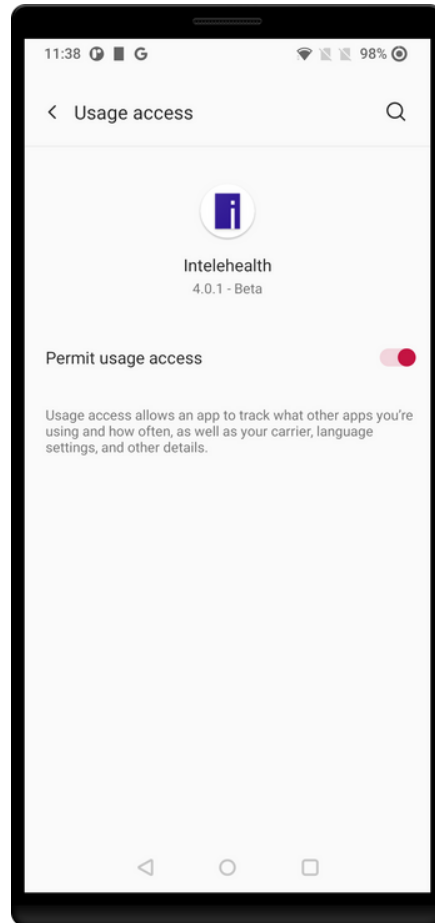 11:38 G 98%
Usage access
Intelehealth
4.0.1 - Beta
Permit usage access
Usage access allows an app to track what other apps you're
using and how often, as well as your carrier, language
settings, and other details.